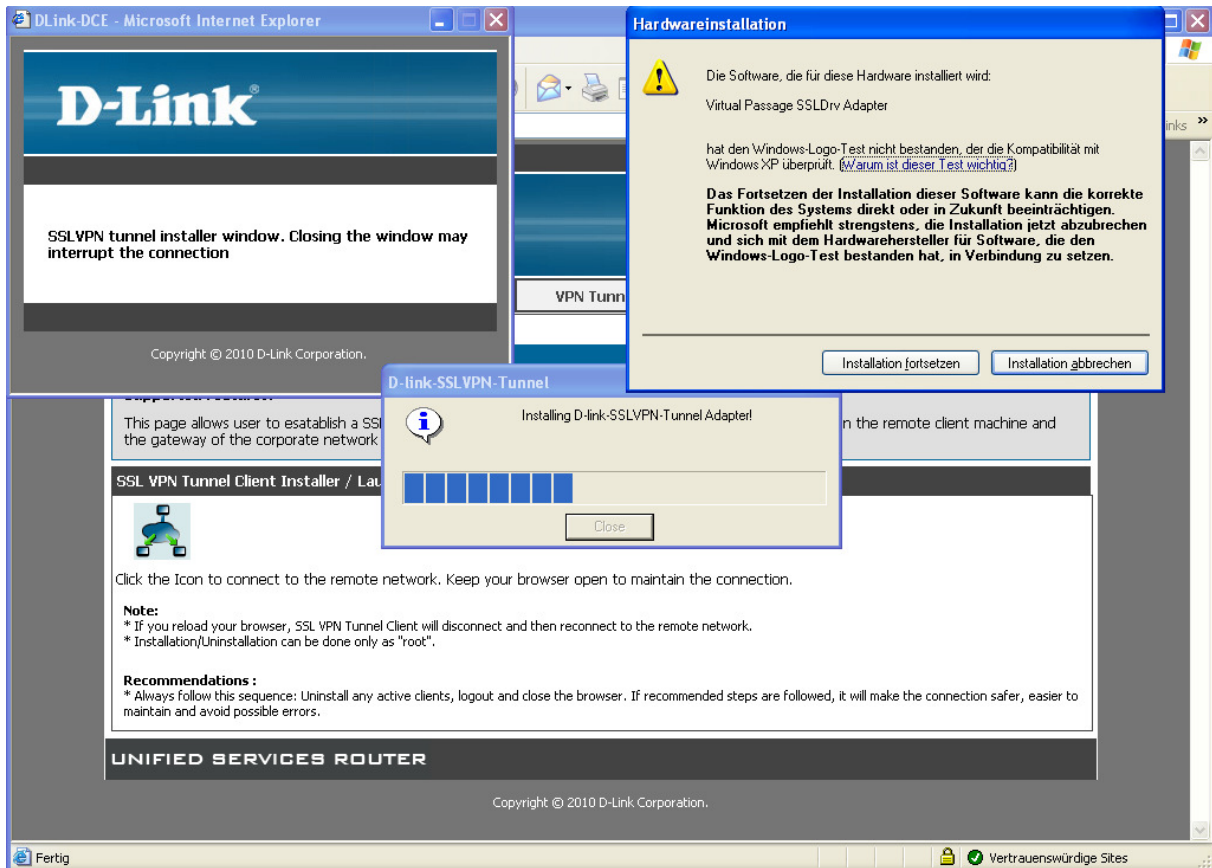 DLink-DCE - Microsoft Internet Explorer
D-Link®
SSLVPN tunnel installer window. Closing the window may
interrupt the connection
Copyright © 2010 D-Link Corporation.
Hardwareinstallation
Die Software, die für diese Hardware installiert wird:
Virtual Passage SSLDrv Adapter
hat den Windows-Logo-Test nicht bestanden, der die Kompatibilität mit
Windows XP überprüft. (Warum ist dieser Test wichtig?)
Das Fortsetzen der Installation dieser Software kann die korrekte
Funktion des Systems direkt oder in Zukunft beeinträchtigen.
Microsoft empfiehlt strengstens, die Installation jetzt abzubrechen
und sich mit dem Hardwarehersteller für Software, die den
Windows-Logo-Test bestanden hat, in Verbindung zu setzen.
Installation fortsetzen
Installation abbrechen
inks »
VPN Tunn
D-link-SSLVPN-Tunnel
Installing D-link-SSLVPN-Tunnel Adapter!
Close
This page allows user to esatablish a SS
n the remote client machine and
the gateway of the corporate network
SSL VPN Tunnel Client Installer / Lau
Click the Icon to connect to the remote network. Keep your browser open to maintain the connection.
Note:
* If you reload your browser, SSL VPN Tunnel Client will disconnect and then reconnect to the remote network.
* Installation/Uninstallation can be done only as "root".
Recommendations :
* Always follow this sequence: Uninstall any active clients, logout and close the browser. If recommended steps are followed, it will make the connection safer, easier to
maintain and avoid possible errors.
UNIFIED SERVICES ROUTER
Copyright © 2010 D-Link Corporation.
Fertig
Vertrauenswürdige Sites